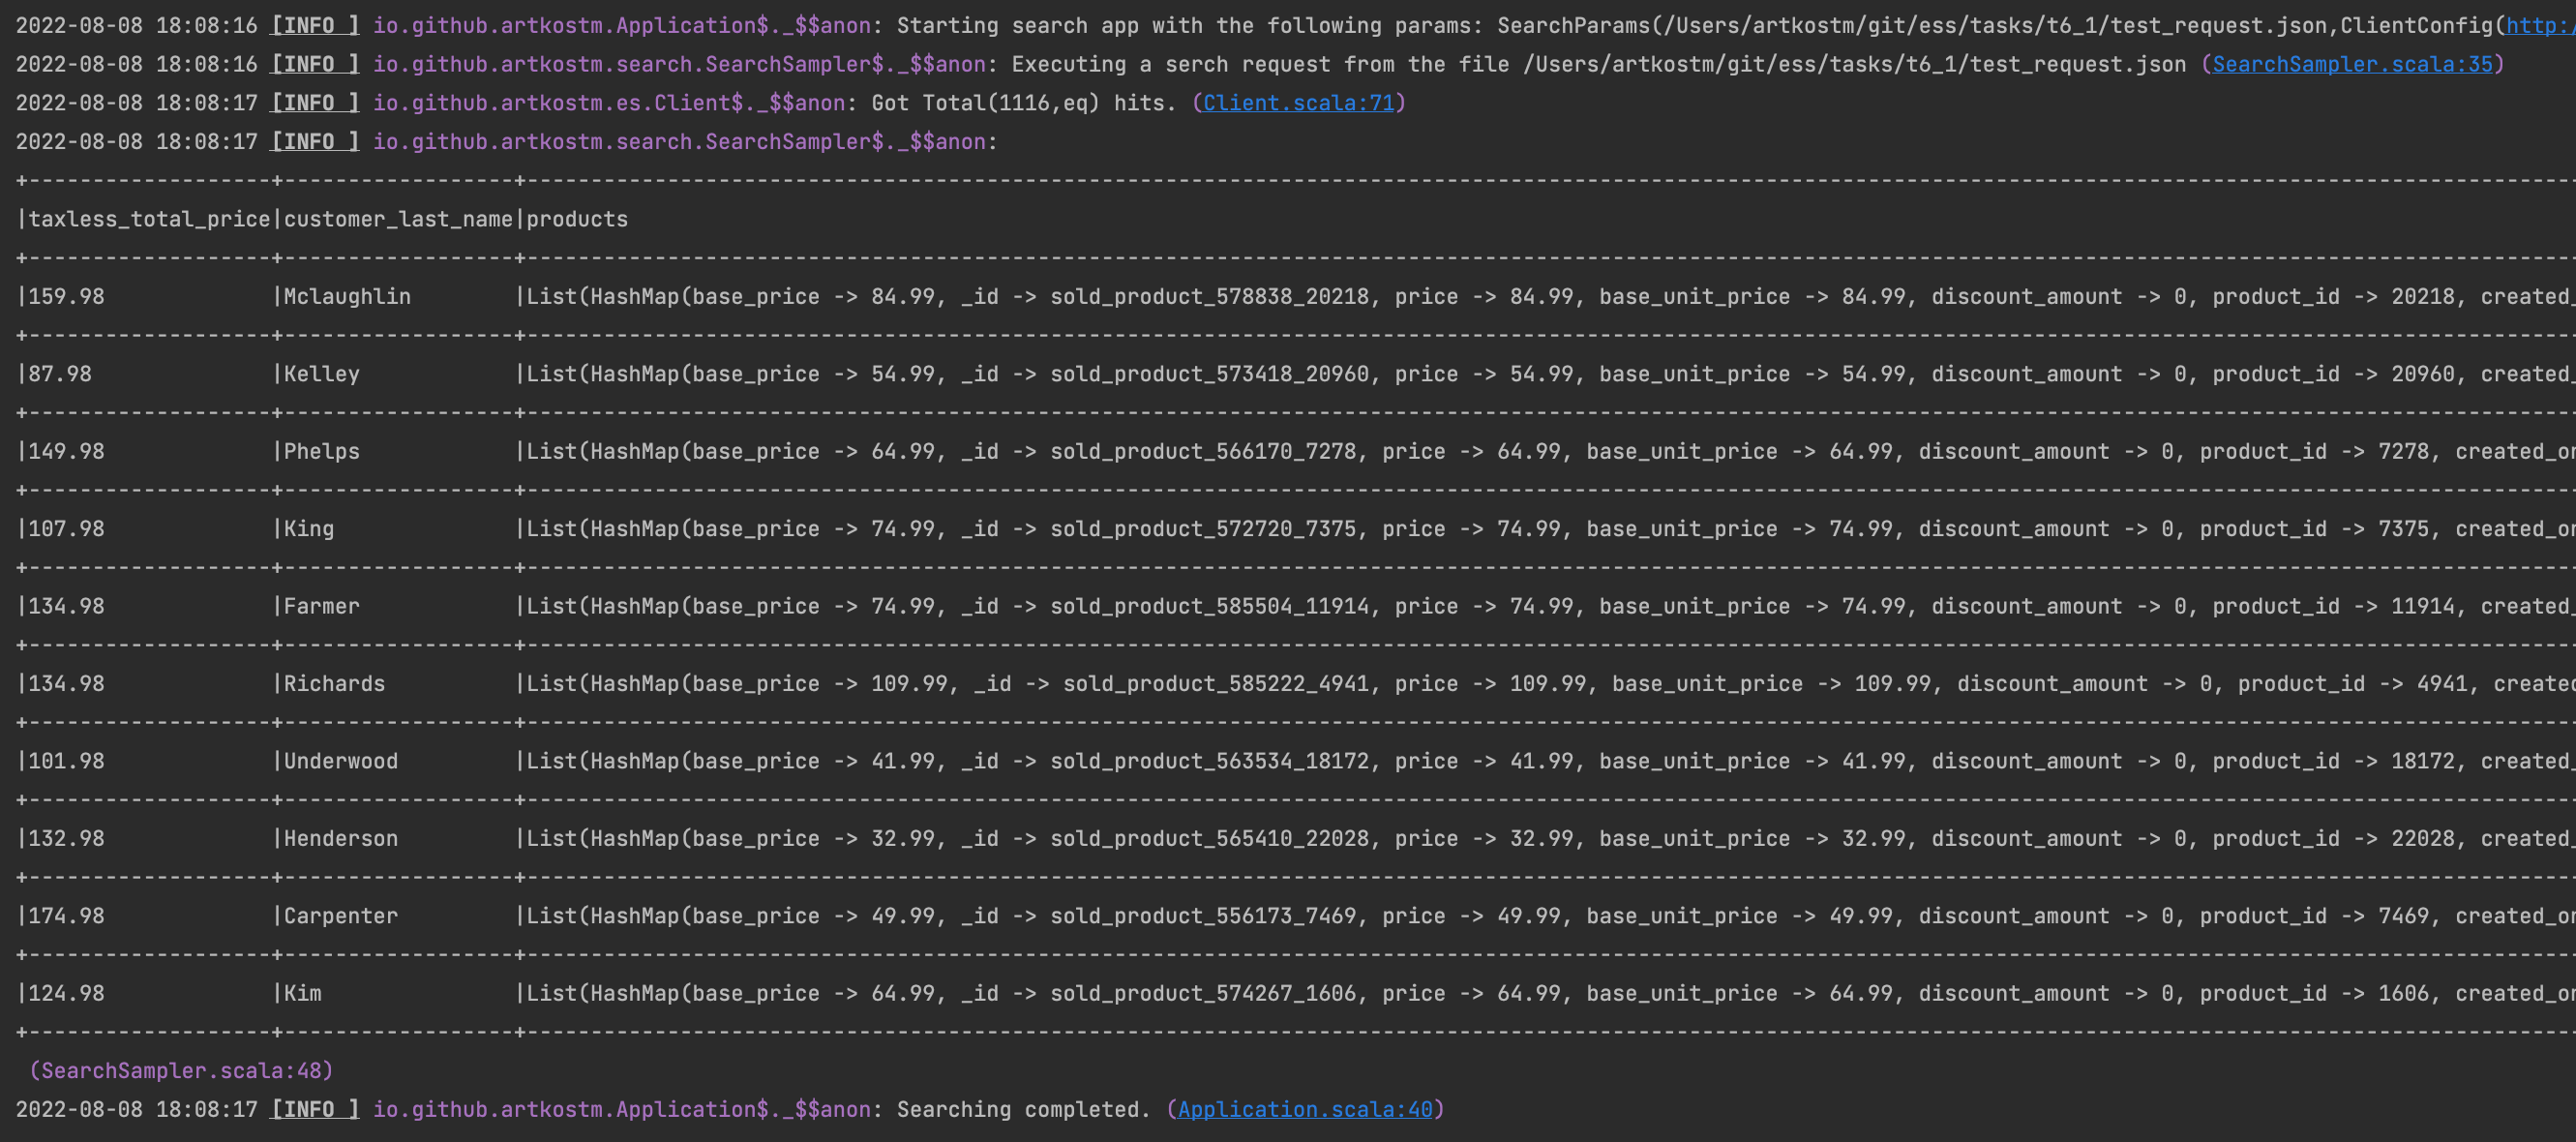 2022-08-08 18:08:16 [INFO ] io.github.artkostm.Application$._$$anon: Starting search app with the following params: SearchParams(/Users/artkostm/git/ess/tasks/t6_1/test_request.json,ClientConfig(http:/
2022-08-08 18:08:16 [INFO ] io.github.artkostm.search.SearchSampler$._$$anon: Executing a serch request from the file /Users/artkostm/git/ess/tasks/t6_1/test_request.json (SearchSampler.scala:35)
2022-08-08 18:08:17 [INFO ] io.github.artkostm.es.Client$._$$anon: Got Total(1116,eq) hits. (Client.scala:71)
2022-08-08 18:08:17 [INFO ] io.github.artkostm.search.SearchSampler$._$$anon:
|taxless_total_price|customer_last_name|products
|159.98 |Mclaughlin |List(HashMap(base_price -> 84.99, _id -> sold_product_578838_20218, price -> 84.99, base_unit_price -> 84.99, discount_amount -> 0, product_id -> 20218, created_
|87.98 |Kelley |List(HashMap(base_price -> 54.99, _id -> sold_product_573418_20960, price -> 54.99, base_unit_price -> 54.99, discount_amount -> 0, product_id -> 20960, created_
|149.98 |Phelps |List(HashMap(base_price -> 64.99, _id -> sold_product_566170_7278, price -> 64.99, base_unit_price -> 64.99, discount_amount -> 0, product_id -> 7278, created_on
|107.98 |King |List(HashMap(base_price -> 74.99, _id -> sold_product_572720_7375, price -> 74.99, base_unit_price -> 74.99, discount_amount -> 0, product_id -> 7375, created_on
|134.98 |Farmer |List(HashMap(base_price -> 74.99, _id -> sold_product_585504_11914, price -> 74.99, base_unit_price -> 74.99, discount_amount -> 0, product_id -> 11914, created_
|134.98 |Richards |List(HashMap(base_price -> 109.99, _id -> sold_product_585222_4941, price -> 109.99, base_unit_price -> 109.99, discount_amount -> 0, product_id -> 4941, created
|101.98 |Underwood |List(HashMap(base_price -> 41.99, _id -> sold_product_563534_18172, price -> 41.99, base_unit_price -> 41.99, discount_amount -> 0, product_id -> 18172, created_
|132.98 |Henderson |List(HashMap(base_price -> 32.99, _id -> sold_product_565410_22028, price -> 32.99, base_unit_price -> 32.99, discount_amount -> 0, product_id -> 22028, created_
|174.98 |Carpenter |List(HashMap(base_price -> 49.99, _id -> sold_product_556173_7469, price -> 49.99, base_unit_price -> 49.99, discount_amount -> 0, product_id -> 7469, created_on
|124.98 |Kim |List(HashMap(base_price -> 64.99, _id -> sold_product_574267_1606, price -> 64.99, base_unit_price -> 64.99, discount_amount -> 0, product_id -> 1606, created_on
(SearchSampler.scala:48)
2022-08-08 18:08:17 [INFO ] io.github.artkostm.Application$._$$anon: Searching completed. (Application.scala:40)